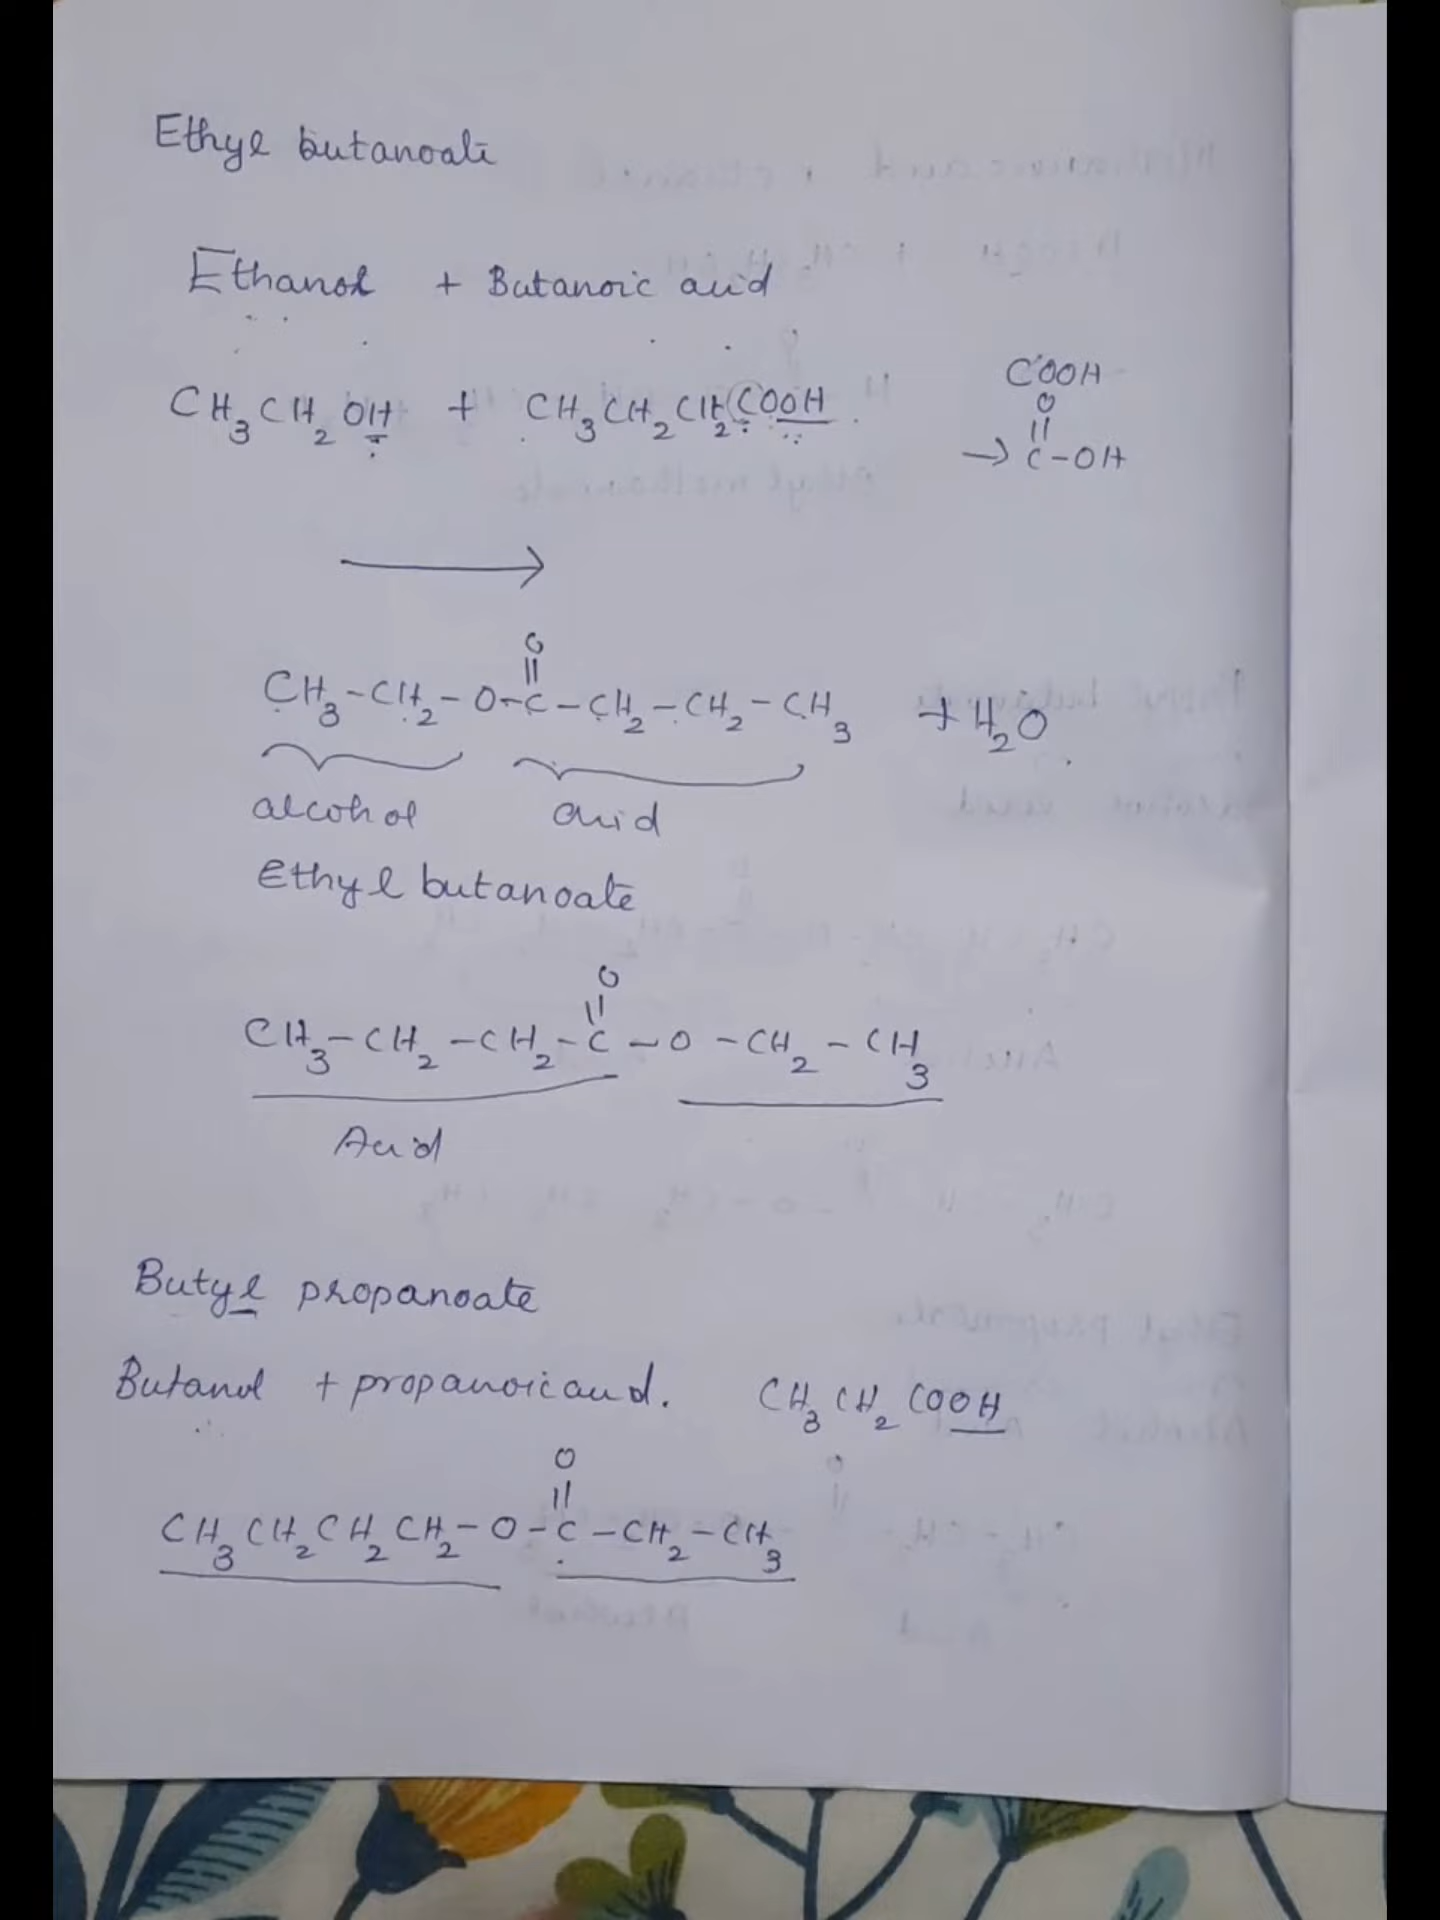 Ethyl butanoate
Ethanol + Butanoic acid
CH₃CH₂OH + CH₃CH₂CH₂COOH
COOH
O
||
→ C-OH
→
O
||
CH₃-CH₂-O-C-CH₂-CH₂-CH₃ + H₂O
alcohol acid
Ethyl butanoate
O
||
CH₃-CH₂-CH₂-C-O-CH₂-CH₃
Acid
Butyl propanoate
Butanol + propanoic acid. CH₃CH₂COOH
O
||
CH₃CH₂CH₂CH₂-O-C-CH₂-CH₃